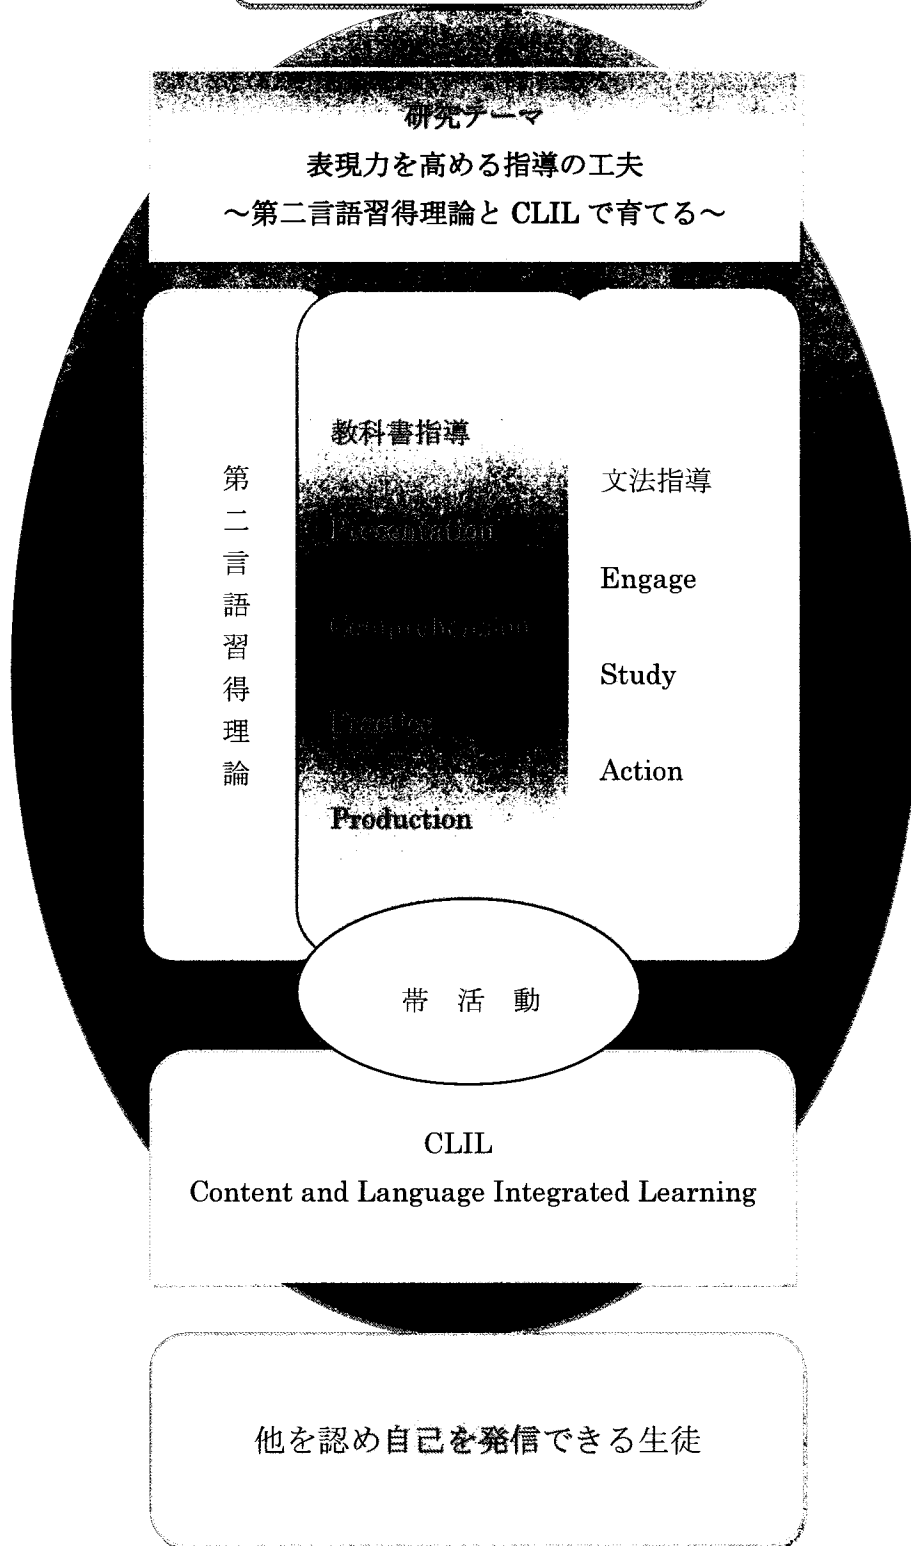 研究テーマ
表現力を高める指導の工夫
～第二言語習得理論と CLIL で育てる～
第二言語習得理論
教科書指導
Presentation
Comprehension
Practice
Production
文法指導
Engage
Study
Action
帯 活 動
CLIL
Content and Language Integrated Learning
他を認め自己を発信できる生徒